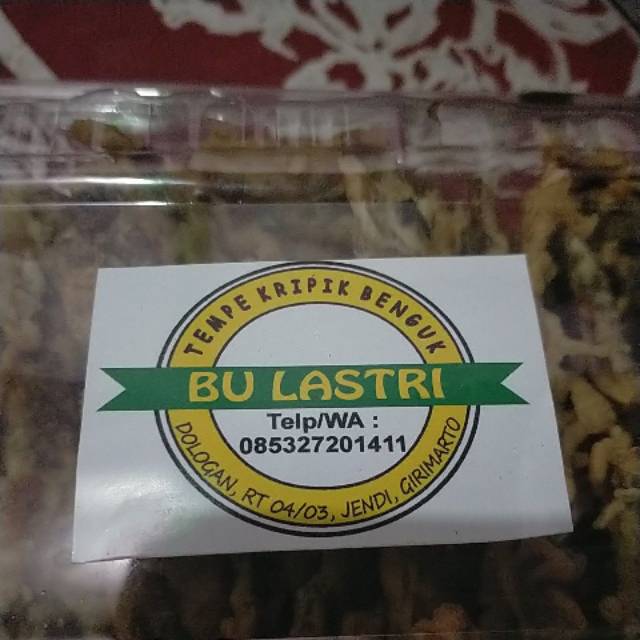 TEMPE KRIPIK BENGUK
BU LASTRI
Telp/WA :
085327201411
DOLOGAN, RT 04/03, JENDI, GIRIMARTO